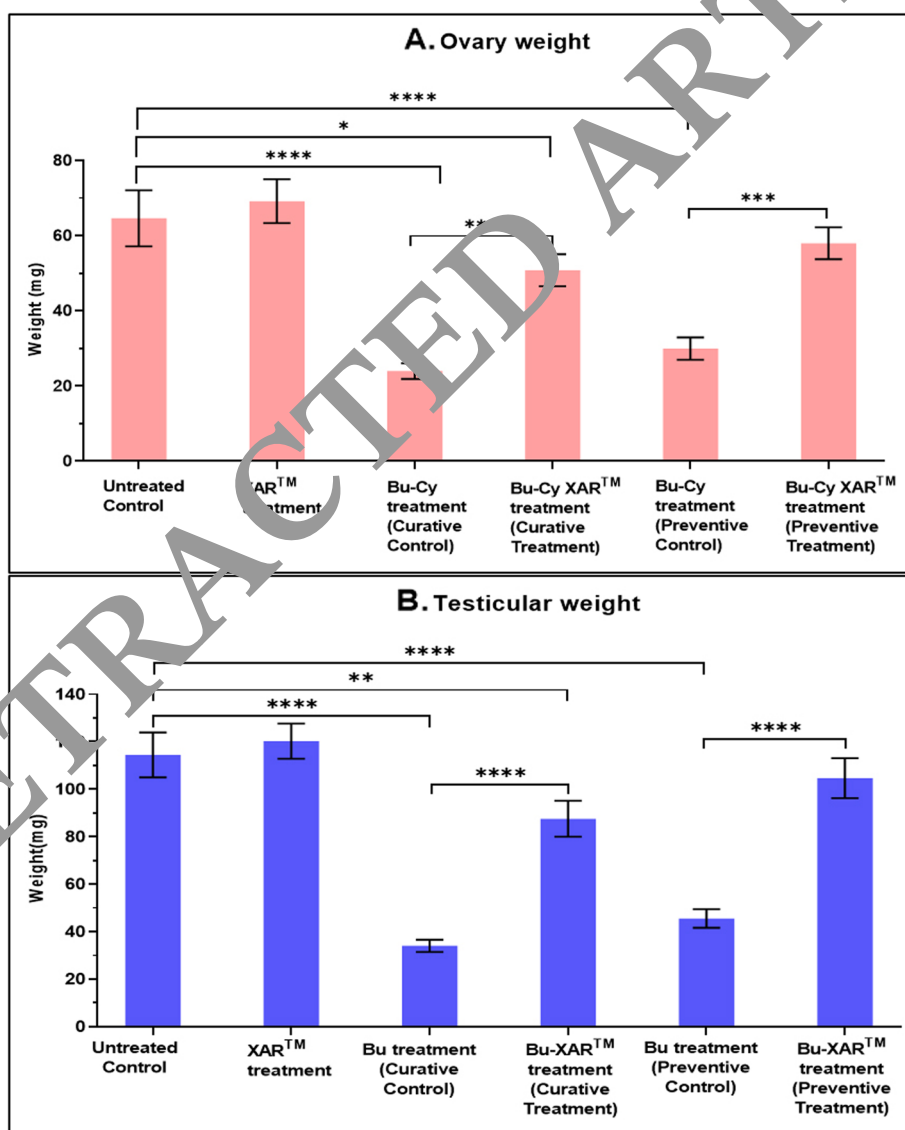 A. Ovary weight
****
*
****
**
***
80
60
40
20
0
Weight (mg)
Untreated Control
XAR™ treatment
Bu-Cy treatment (Curative Control)
Bu-Cy XAR™ treatment (Curative Treatment)
Bu-Cy treatment (Preventive Control)
Bu-Cy XAR™ treatment (Preventive Treatment)
B. Testicular weight
****
**
****
****
****
140
100
80
60
40
20
0
Weight(mg)
Untreated Control
XAR™ treatment
Bu treatment (Curative Control)
Bu-XAR™ treatment (Curative Treatment)
Bu treatment (Preventive Control)
Bu-XAR™ treatment (Preventive Treatment)
RETRACTED ARTI